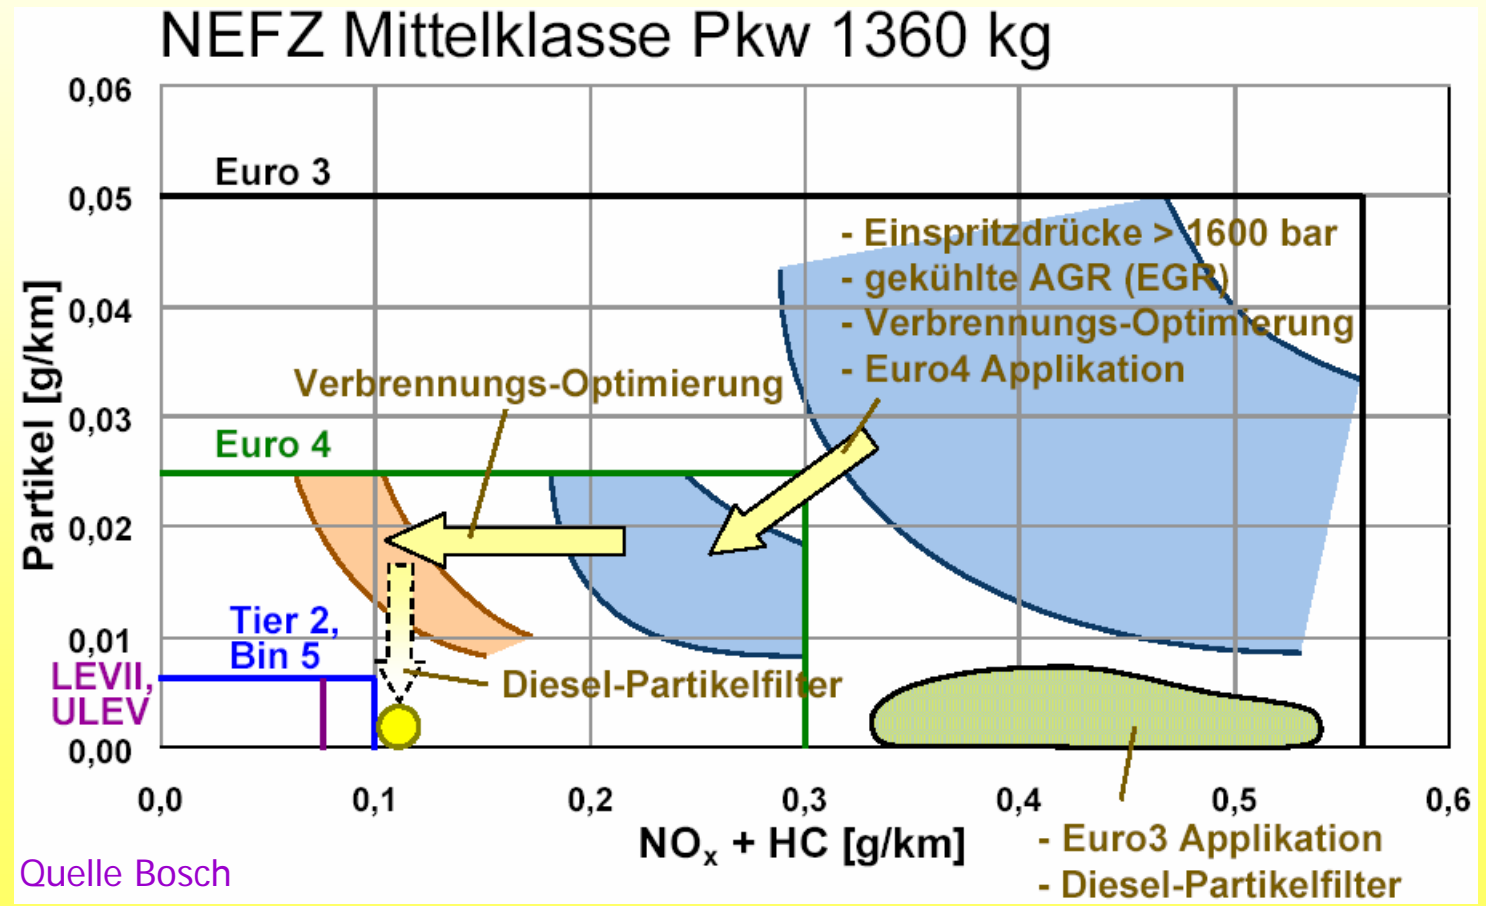 NEFZ Mittelklasse Pkw 1360 kg
0,06
Euro 3
0,05
- Einspritzdrücke > 1600 bar
- gekühlte AGR (EGR)
0,04
- Verbrennungs-Optimierung
- Euro4 Applikation
Verbrennungs-Optimierung
Partikel [g/km]
0,03
Euro 4
0,02
Tier 2,
Bin 5
0,01
LEVII,
ULEV
Diesel-Partikelfilter
0,00
0,0 0,1 0,2 0,3 0,4 0,5 0,6
NOx + HC [g/km]
- Euro3 Applikation
- Diesel-Partikelfilter
Quelle Bosch